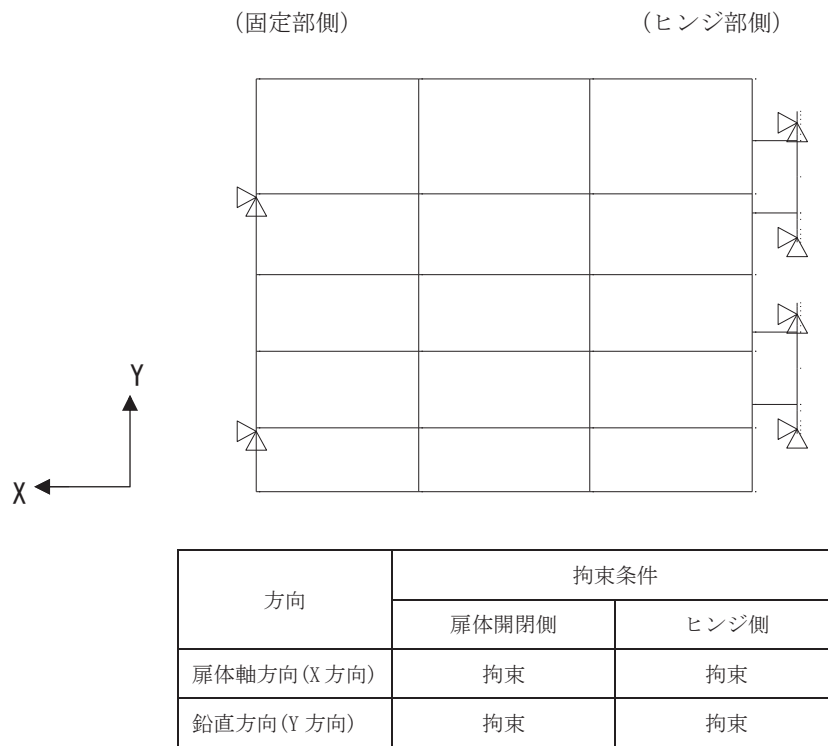 (固定部側)
(ヒンジ部側)
Y
X
方向
拘束条件
扉体開閉側
ヒンジ側
扉体軸方向(X 方向)
拘束
拘束
鉛直方向(Y 方向)
拘束
拘束